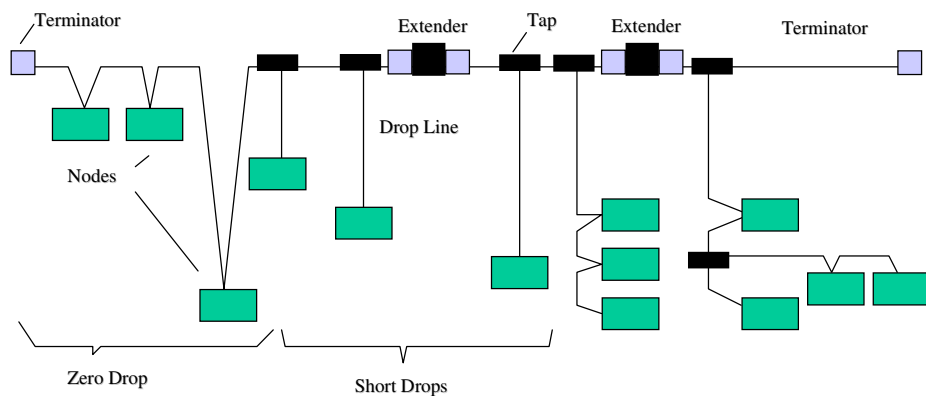 Terminator
Extender
Tap
Extender
Terminator
Drop Line
Nodes
Zero Drop
Short Drops